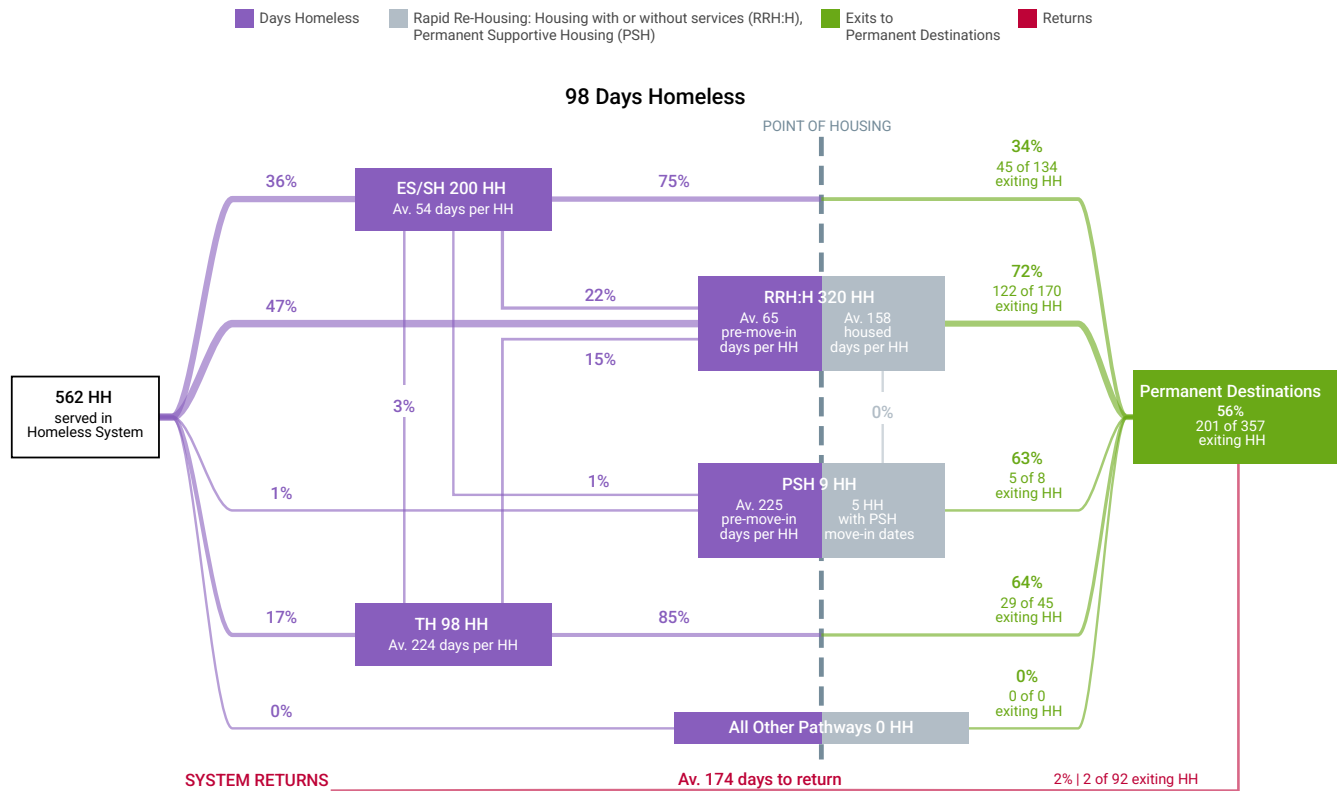 Days Homeless
Rapid Re-Housing: Housing with or without services (RRH:H),
Permanent Supportive Housing (PSH)
Exits to
Permanent Destinations
Returns
98 Days Homeless
POINT OF HOUSING
36%
ES/SH 200 HH
Av. 54 days per HH
75%
34%
45 of 134
exiting HH
47%
22%
15%
RRH:H 320 HH
Av. 65
pre-move-in
days per HH
Av. 158
housed
days per HH
72%
122 of 170
exiting HH
562 HH
served in
Homeless System
3%
0%
Permanent Destinations
56%
201 of 357
exiting HH
1%
1%
PSH 9 HH
Av. 225
pre-move-in
days per HH
5 HH
with PSH
move-in dates
63%
5 of 8
exiting HH
17%
TH 98 HH
Av. 224 days per HH
85%
64%
29 of 45
exiting HH
0%
All Other Pathways 0 HH
0%
0 of 0
exiting HH
SYSTEM RETURNS
Av. 174 days to return
2% | 2 of 92 exiting HH